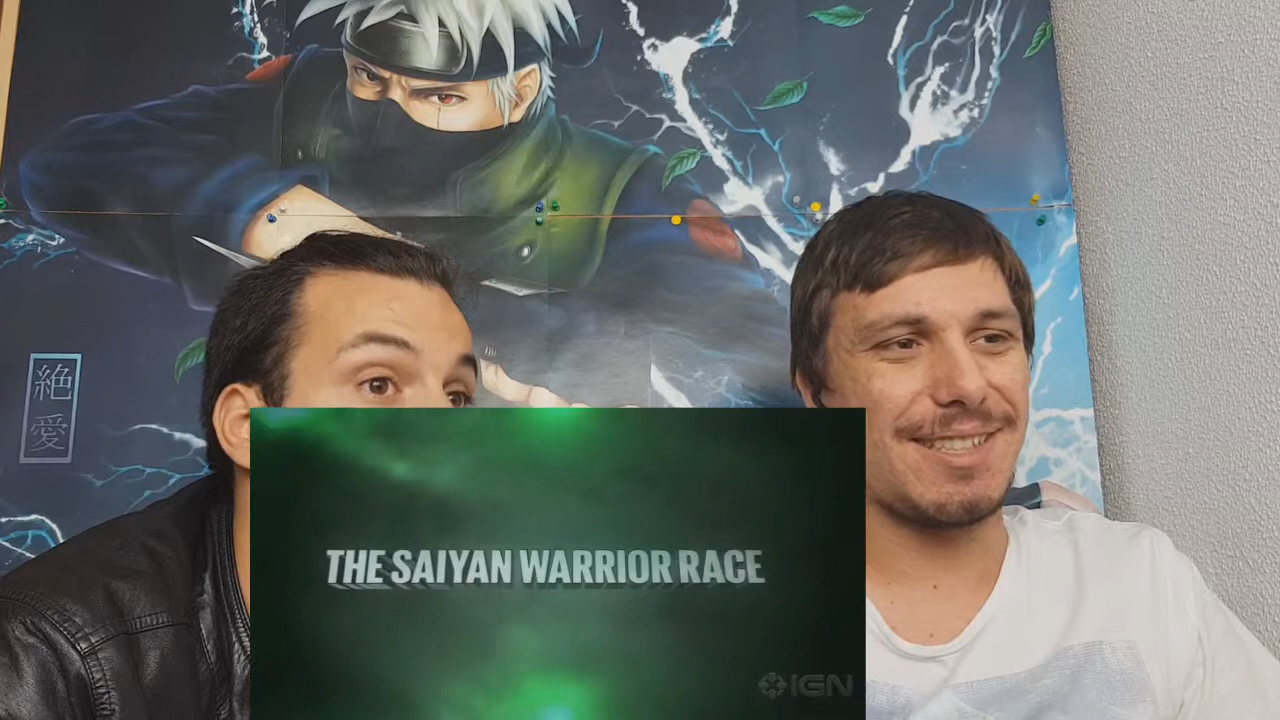 絶
愛
THE SAIYAN WARRIOR RACE
IGN